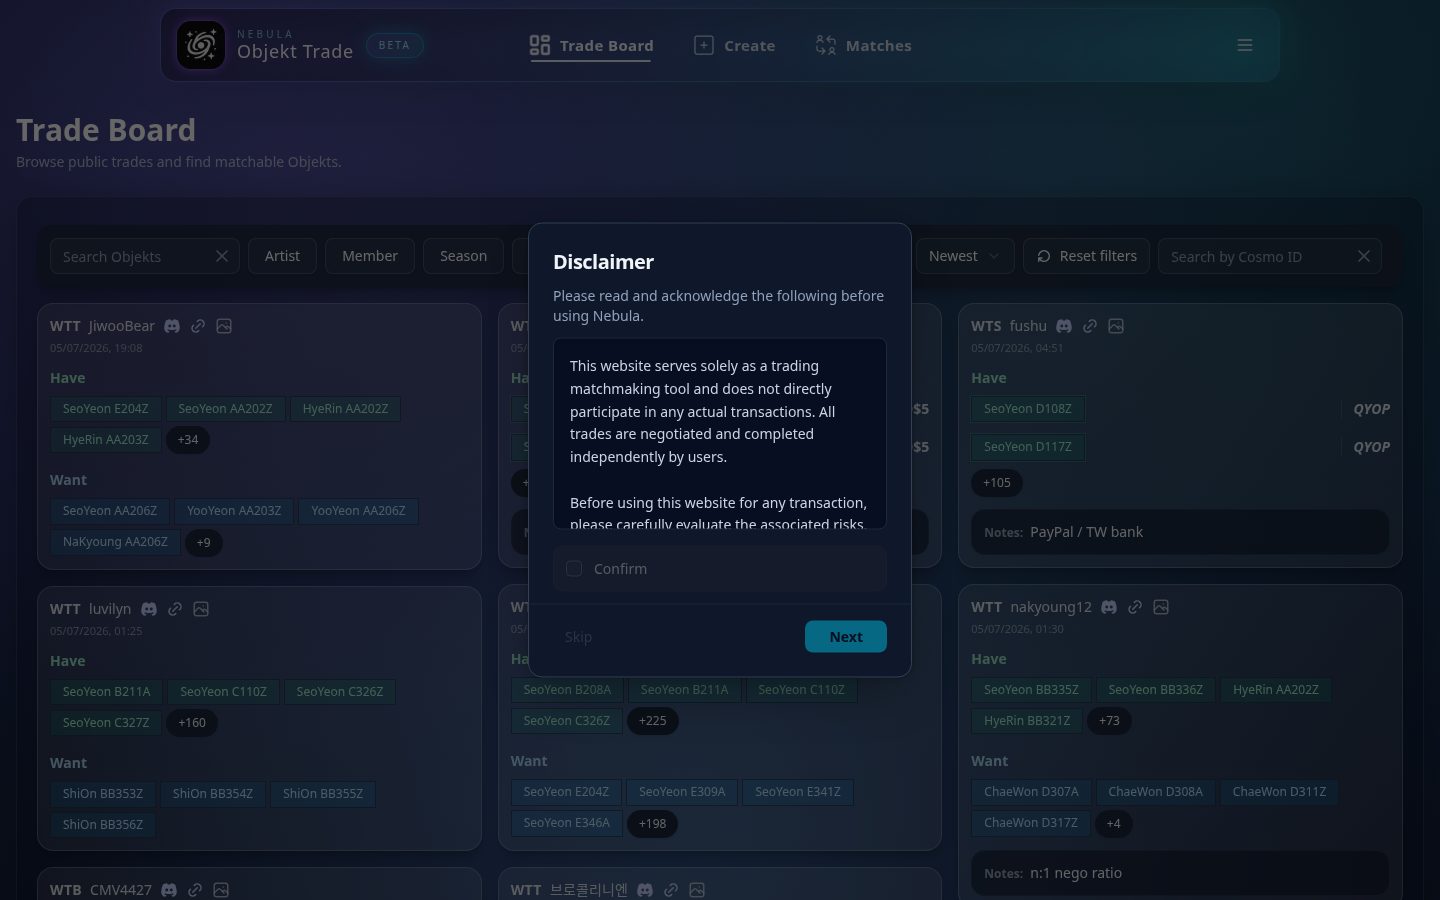 NEBULA
Objekt Trade
BETA
Trade Board
Create
Matches
Trade Board
Browse public trades and find matchable Objekts.
Search Objekts
Artist
Member
Season
Newest
Reset filters
Search by Cosmo ID
WTT JiwooBear
05/07/2026, 19:08
Have
SeoYeon E204Z
SeoYeon AA202Z
HyeRin AA202Z
HyeRin AA203Z
+34
Want
SeoYeon AA206Z
YooYeon AA203Z
YooYeon AA206Z
NaKyoung AA206Z
+9
$5
$5
WTS fushu
05/07/2026, 04:51
Have
SeoYeon D108Z
QYOP
SeoYeon D117Z
QYOP
+105
Notes: PayPal / TW bank
Disclaimer
Please read and acknowledge the following before
using Nebula.
This website serves solely as a trading
matchmaking tool and does not directly
participate in any actual transactions. All
trades are negotiated and completed
independently by users.
Before using this website for any transaction,
please carefully evaluate the associated risks.
Confirm
Skip
Next
WTT luvilyn
05/07/2026, 01:25
Have
SeoYeon B211A
SeoYeon C110Z
SeoYeon C326Z
SeoYeon C327Z
+160
Want
ShiOn BB353Z
ShiOn BB354Z
ShiOn BB355Z
ShiOn BB356Z
SeoYeon B208A
SeoYeon B211A
SeoYeon C110Z
SeoYeon C326Z
+225
Want
SeoYeon E204Z
SeoYeon E309A
SeoYeon E341Z
SeoYeon E346A
+198
WTT nakyoung12
05/07/2026, 01:30
Have
SeoYeon BB335Z
SeoYeon BB336Z
HyeRin AA202Z
HyeRin BB321Z
+73
Want
ChaeWon D307A
ChaeWon D308A
ChaeWon D311Z
ChaeWon D317Z
+4
Notes: n:1 nego ratio
WTB CMV4427
WTT 브로콜리니엔